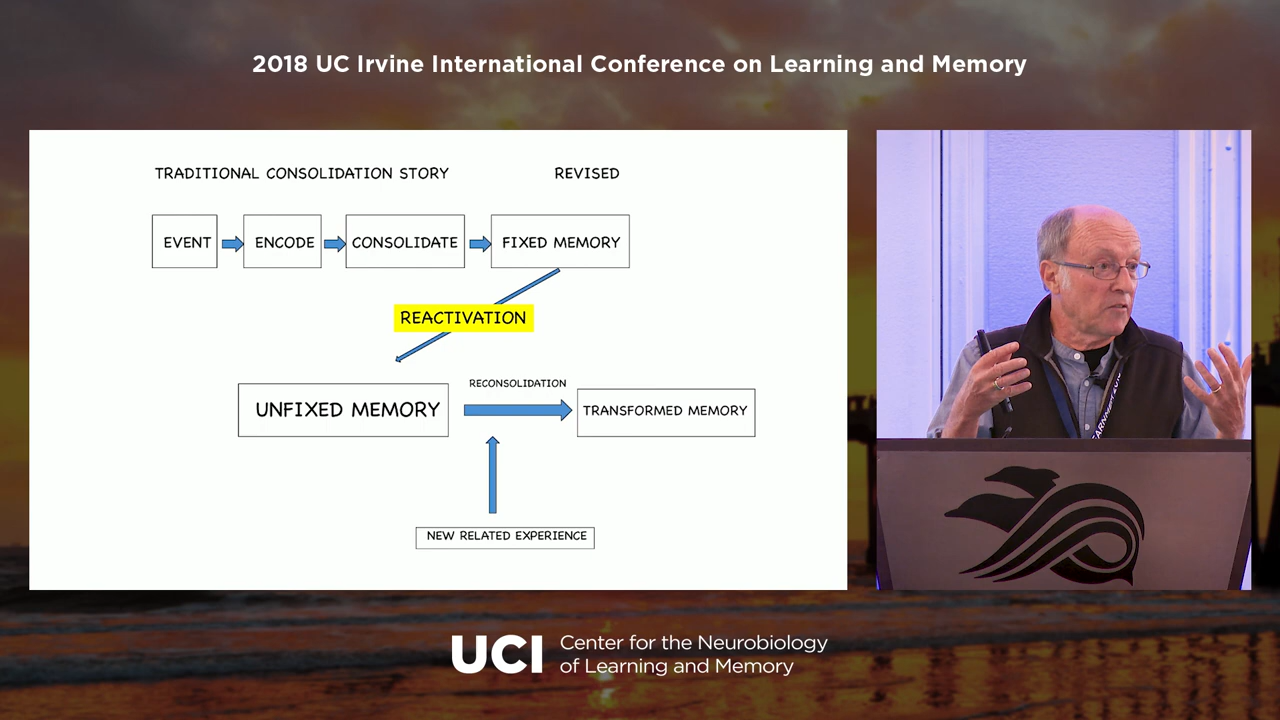 2018 UC Irvine International Conference on Learning and Memory
TRADITIONAL CONSOLIDATION STORY
REVISED
EVENT
ENCODE
CONSOLIDATE
FIXED MEMORY
REACTIVATION
UNFIXED MEMORY
RECONSOLIDATION
TRANSFORMED MEMORY
NEW RELATED EXPERIENCE
UCI
Center for the Neurobiology
of Learning and Memory